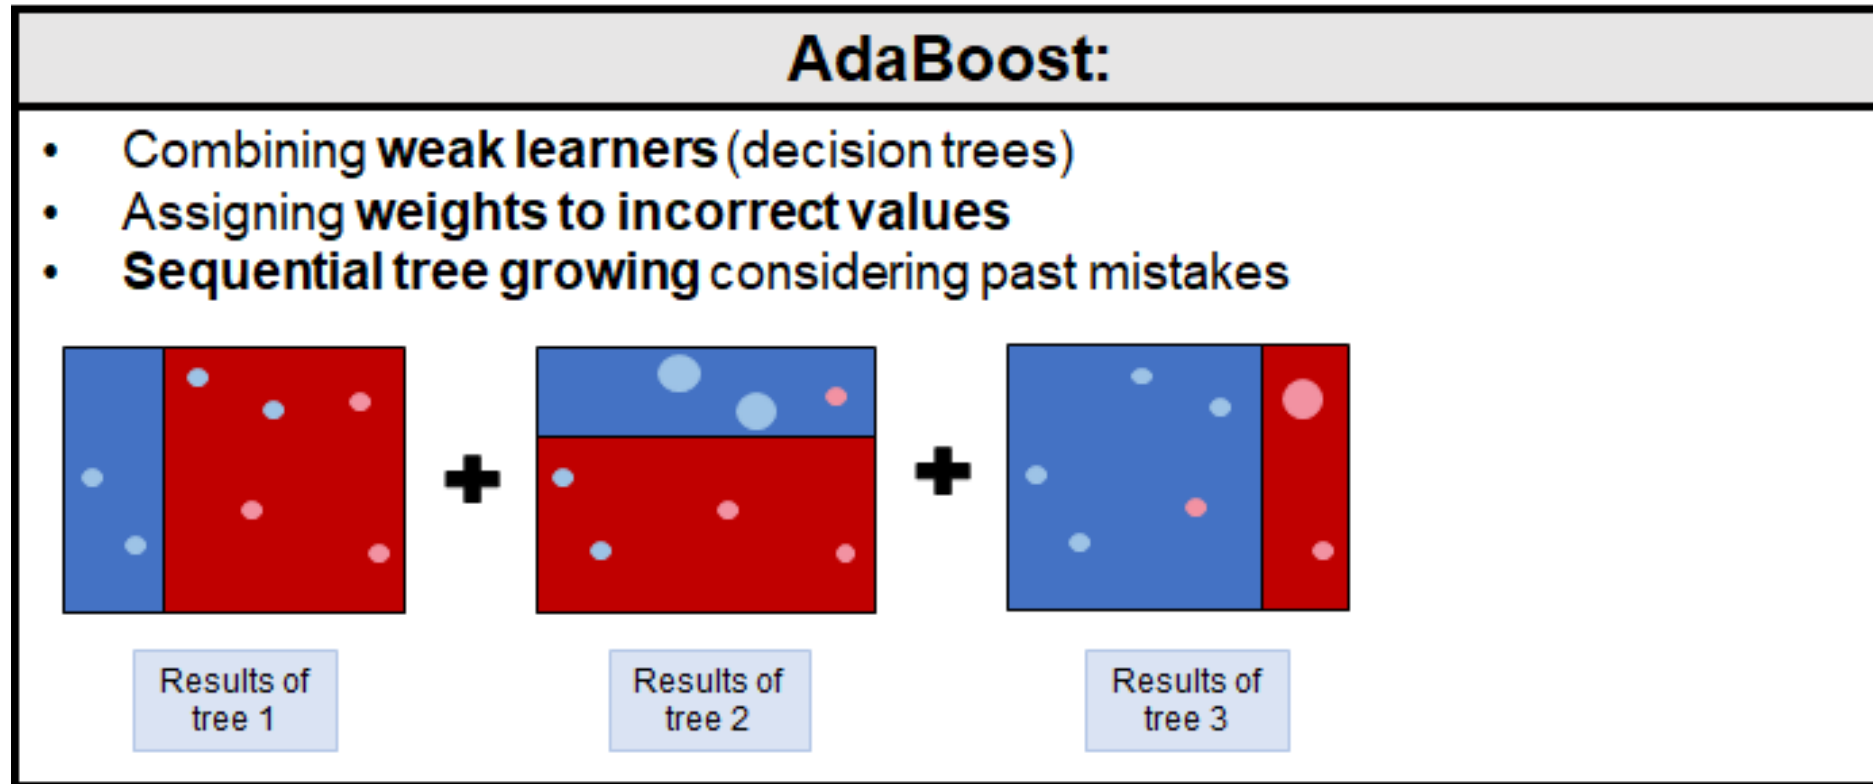 AdaBoost:
• Combining weak learners (decision trees)
• Assigning weights to incorrect values
• Sequential tree growing considering past mistakes
Results of
tree 1
Results of
tree 2
Results of
tree 3